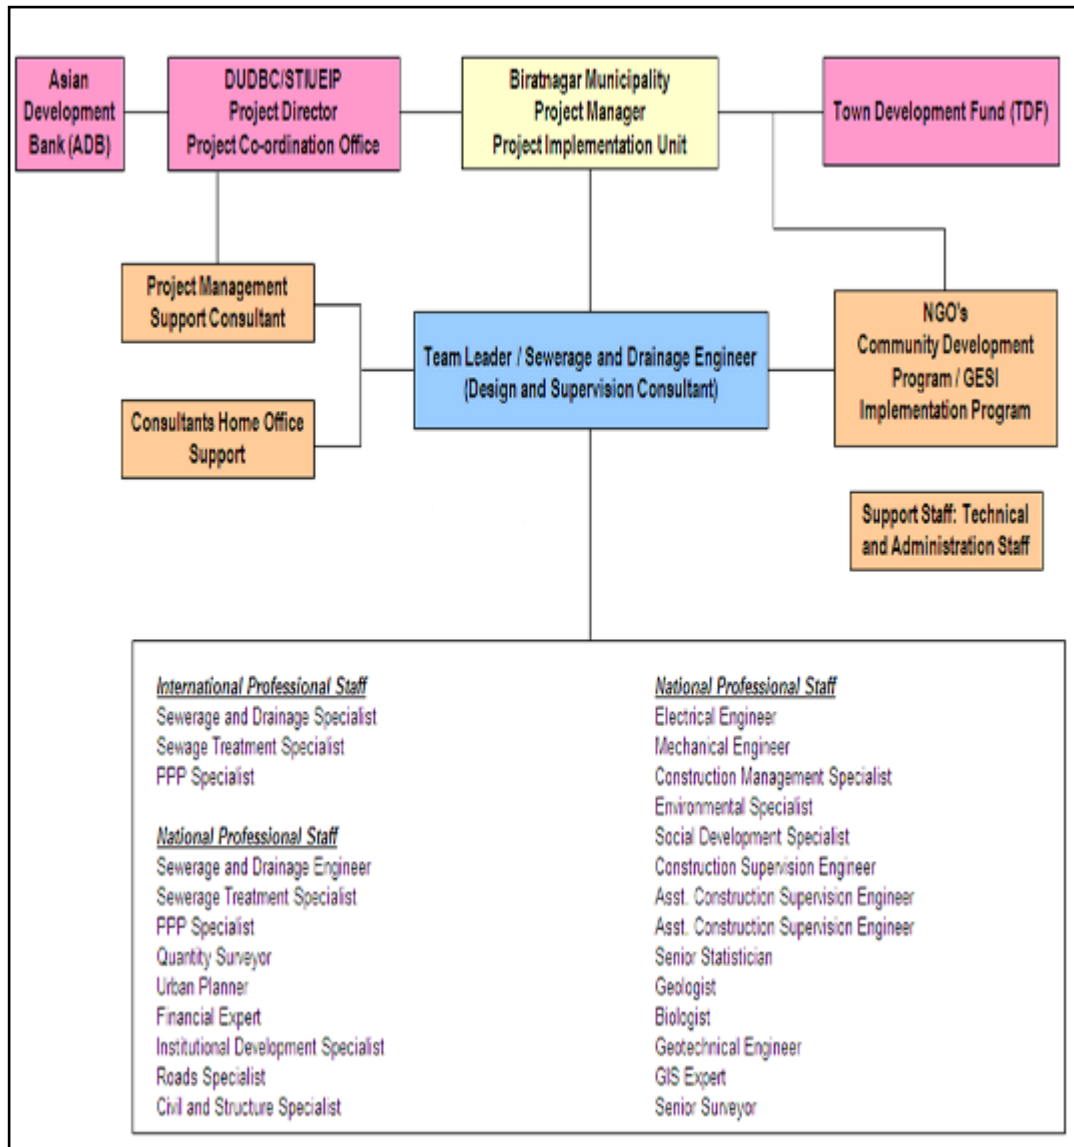 Asian
Development
Bank (ADB)
DUDBC/STIUEIP
Project Director
Project Co-ordination Office
Biratnagar Municipality
Project Manager
Project Implementation Unit
Town Development Fund (TDF)
Project Management
Support Consultant
Consultants Home Office
Support
Team Leader / Sewerage and Drainage Engineer
(Design and Supervision Consultant)
NGO's
Community Development
Program / GESI
Implementation Program
Support Staff: Technical
and Administration Staff
International Professional Staff
Sewerage and Drainage Specialist
Sewage Treatment Specialist
PPP Specialist
National Professional Staff
Sewerage and Drainage Engineer
Sewerage Treatment Specialist
PPP Specialist
Quantity Surveyor
Urban Planner
Financial Expert
Institutional Development Specialist
Roads Specialist
Civil and Structure Specialist
National Professional Staff
Electrical Engineer
Mechanical Engineer
Construction Management Specialist
Environmental Specialist
Social Development Specialist
Construction Supervision Engineer
Asst. Construction Supervision Engineer
Asst. Construction Supervision Engineer
Senior Statistician
Geologist
Biologist
Geotechnical Engineer
GIS Expert
Senior Surveyor